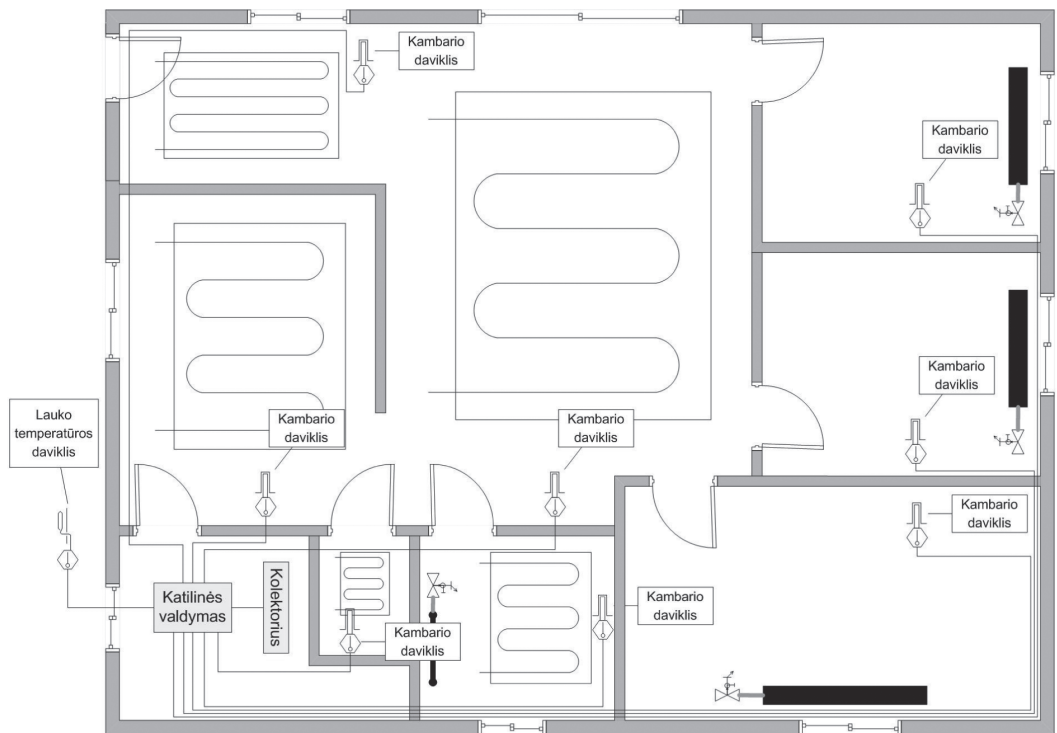 Kambario
daviklis
Kambario
daviklis
Kambario
daviklis
Lauko
temperatūros
daviklis
Kambario
daviklis
Kambario
daviklis
Kambario
daviklis
Katilinės
valdymas
Kolektorius
Kambario
daviklis
Kambario
daviklis